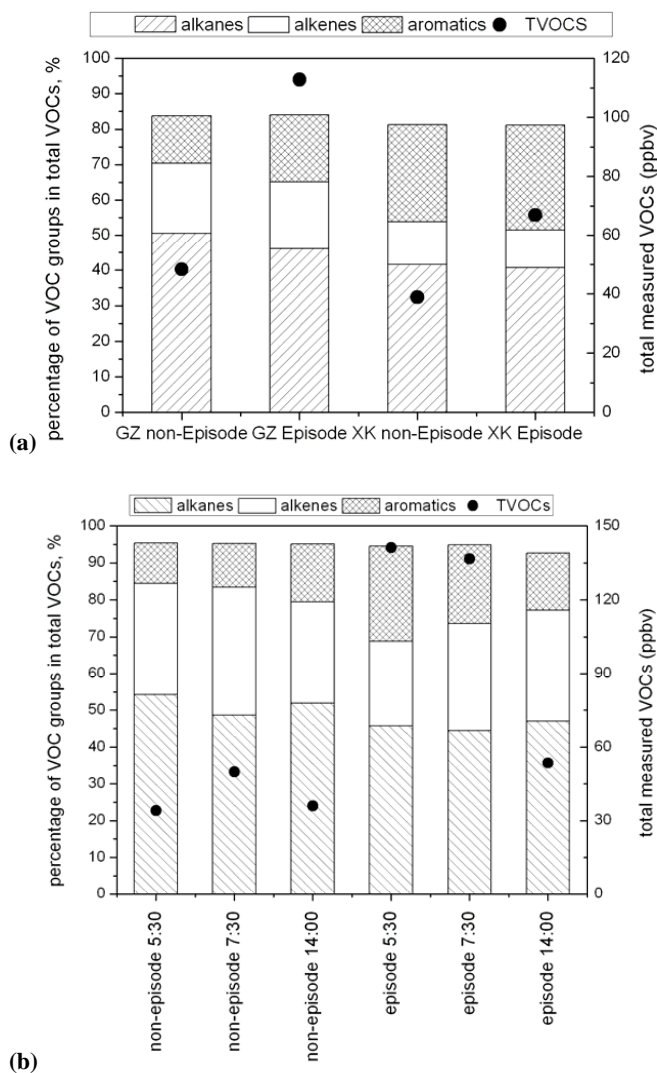 alkanes alkenes aromatics TVOCS
percentage of VOC groups in total VOCs, %
100
90
80
70
60
50
40
30
20
10
0
120
100
80
60
40
20
0
total measured VOCs (ppbv)
GZ non-Episode GZ Episode XK non-Episode XK Episode
(a)
alkanes alkenes aromatics TVOCs
percentage of VOC groups in total VOCs, %
100
90
80
70
60
50
40
30
20
10
0
150
120
90
60
30
0
total measured VOCs (ppbv)
non-episode 5:30
non-episode 7:30
non-episode 14:00
episode 5:30
episode 7:30
episode 14:00
(b)